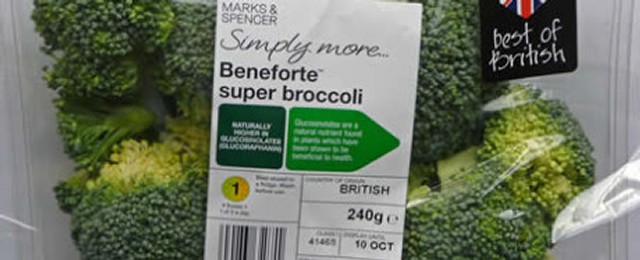 MARKS &
SPENCER
Simply more...
Beneforte™
super broccoli
NATURALLY
HIGHER IN
GLUCOSINOLATES
(GLUCORAPHANIN)
Glucosinolates are a
natural nutrient found
in plants which have
been shown to be
beneficial to health.
best of
British
1
COUNTRY OF ORIGIN
BRITISH
240g e
DISPLAY UNTIL
41465
10 OCT